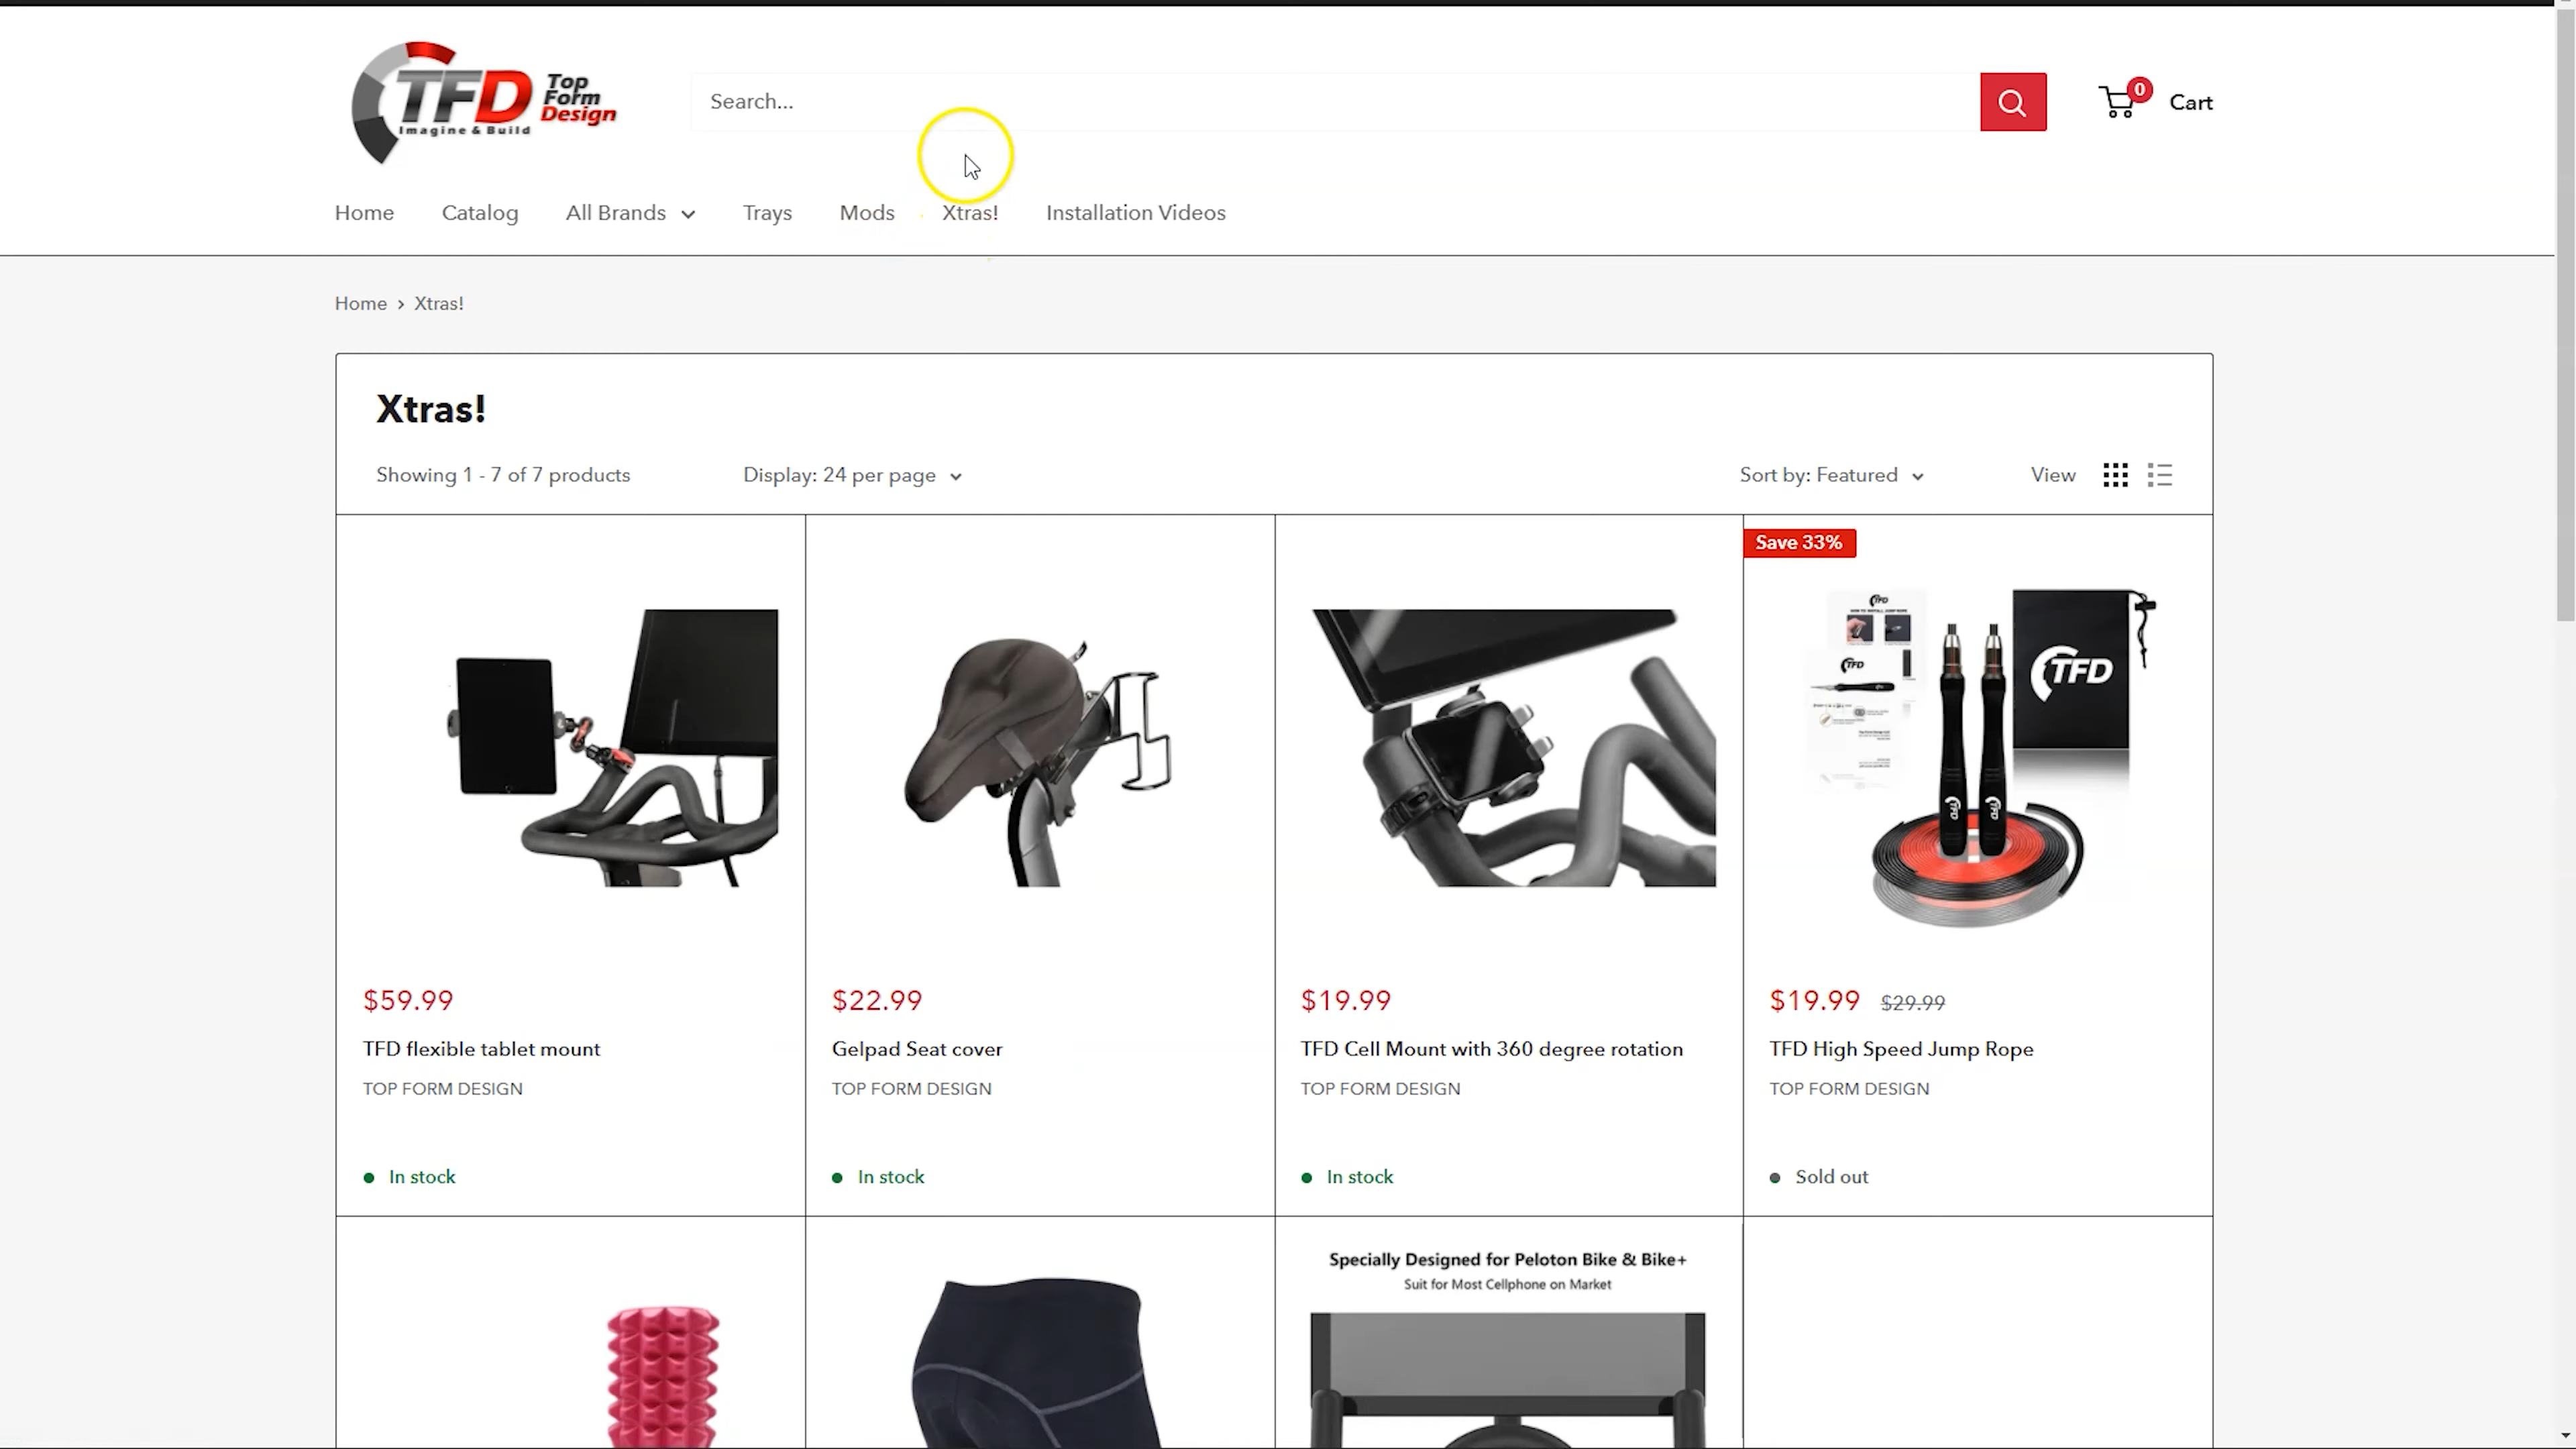 TFD Top Form Design
Imagine & Build
Search...
0 Cart
Home Catalog All Brands Trays Mods Xtras! Installation Videos
Home › Xtras!
Xtras!
Showing 1 - 7 of 7 products Display: 24 per page Sort by: Featured View
Save 33%
TFD
TFD
TFD
TFD TFD
$59.99 $22.99 $19.99 $19.99 $29.99
TFD flexible tablet mount Gelpad Seat cover TFD Cell Mount with 360 degree rotation TFD High Speed Jump Rope
TOP FORM DESIGN TOP FORM DESIGN TOP FORM DESIGN TOP FORM DESIGN
In stock In stock In stock Sold out
Specially Designed for Peloton Bike & Bike+
Suit for Most Cellphone on Market